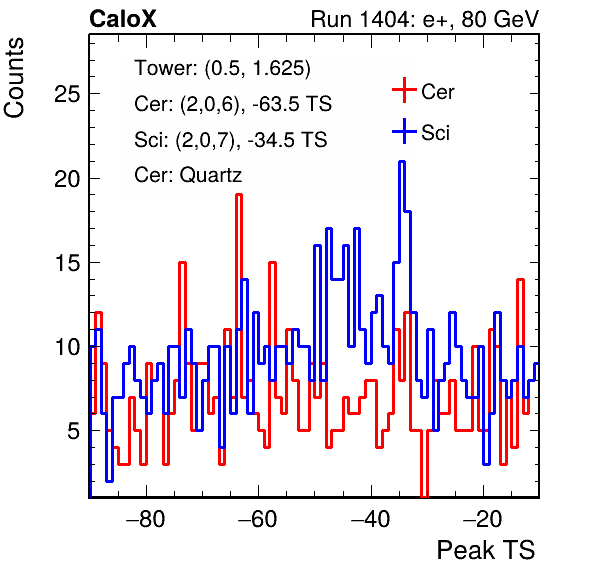 CaloX Run 1404: e+, 80 GeV
Counts
Tower: (0.5, 1.625)
Cer: (2,0,6), -63.5 TS
Sci: (2,0,7), -34.5 TS
Cer: Quartz
Cer
Sci
25
20
15
10
5
−80 −60 −40 −20
Peak TS